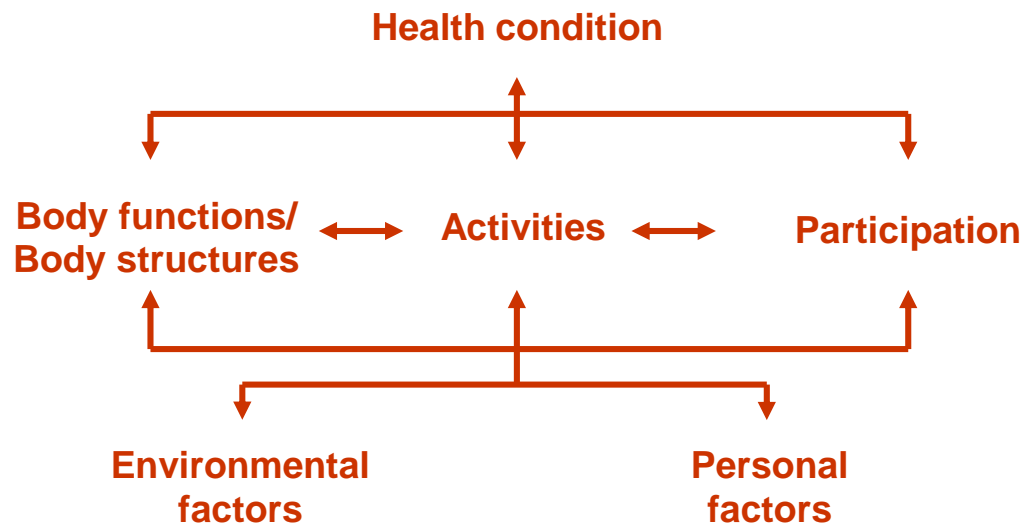 Health condition
Body functions/
Body structures
Activities
Participation
Environmental
factors
Personal
factors